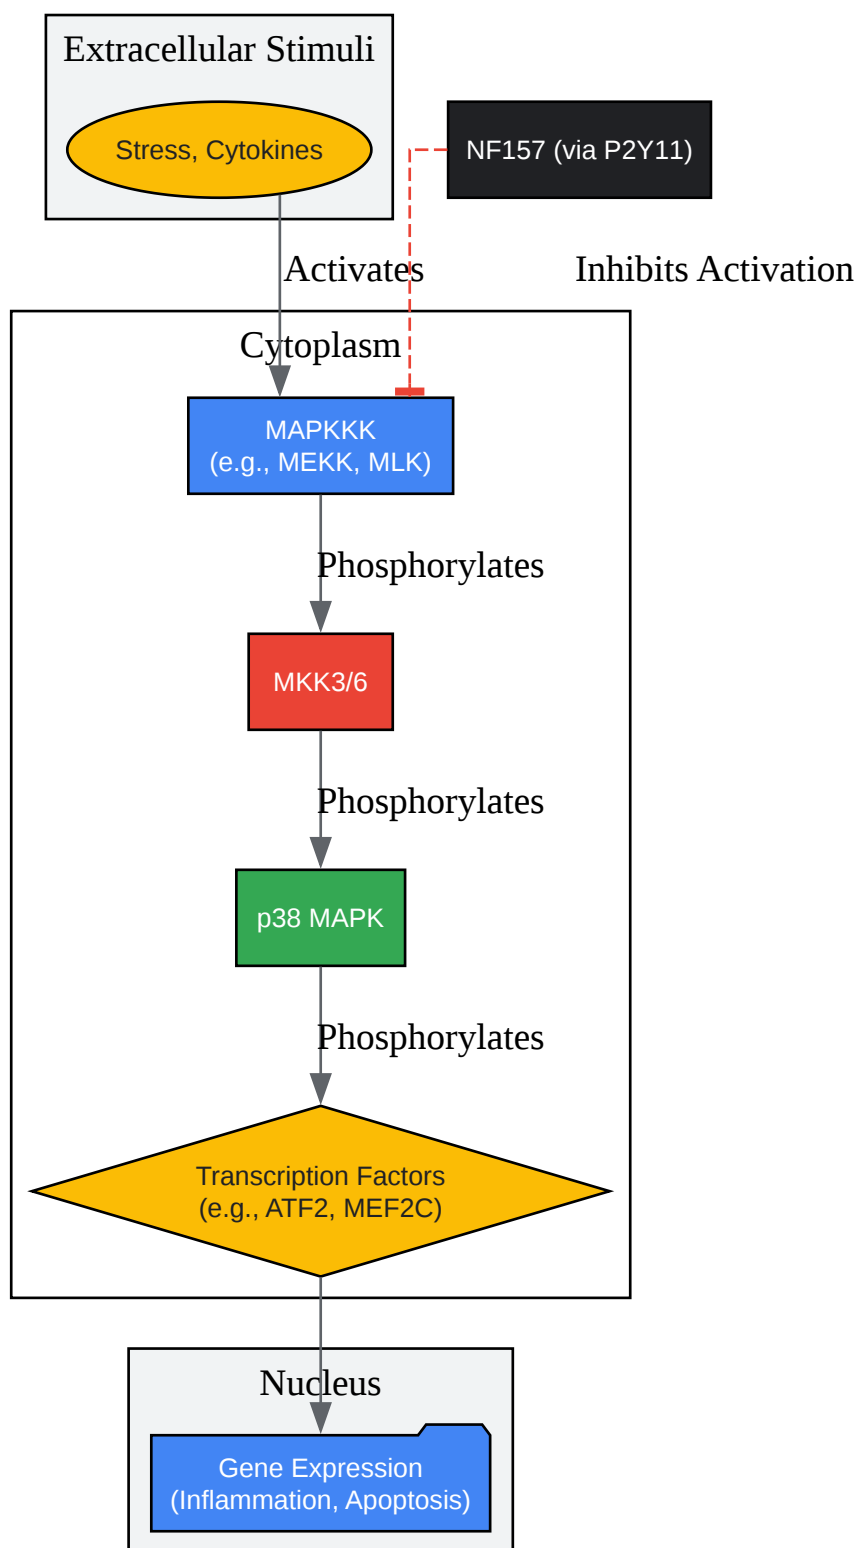 Extracellular Stimuli
Stress, Cytokines
NF157 (via P2Y11)
Activates
Inhibits Activation
Cytoplasm
MAPKKK
(e.g., MEKK, MLK)
Phosphorylates
MKK3/6
Phosphorylates
p38 MAPK
Phosphorylates
Transcription Factors
(e.g., ATF2, MEF2C)
Nucleus
Gene Expression
(Inflammation, Apoptosis)